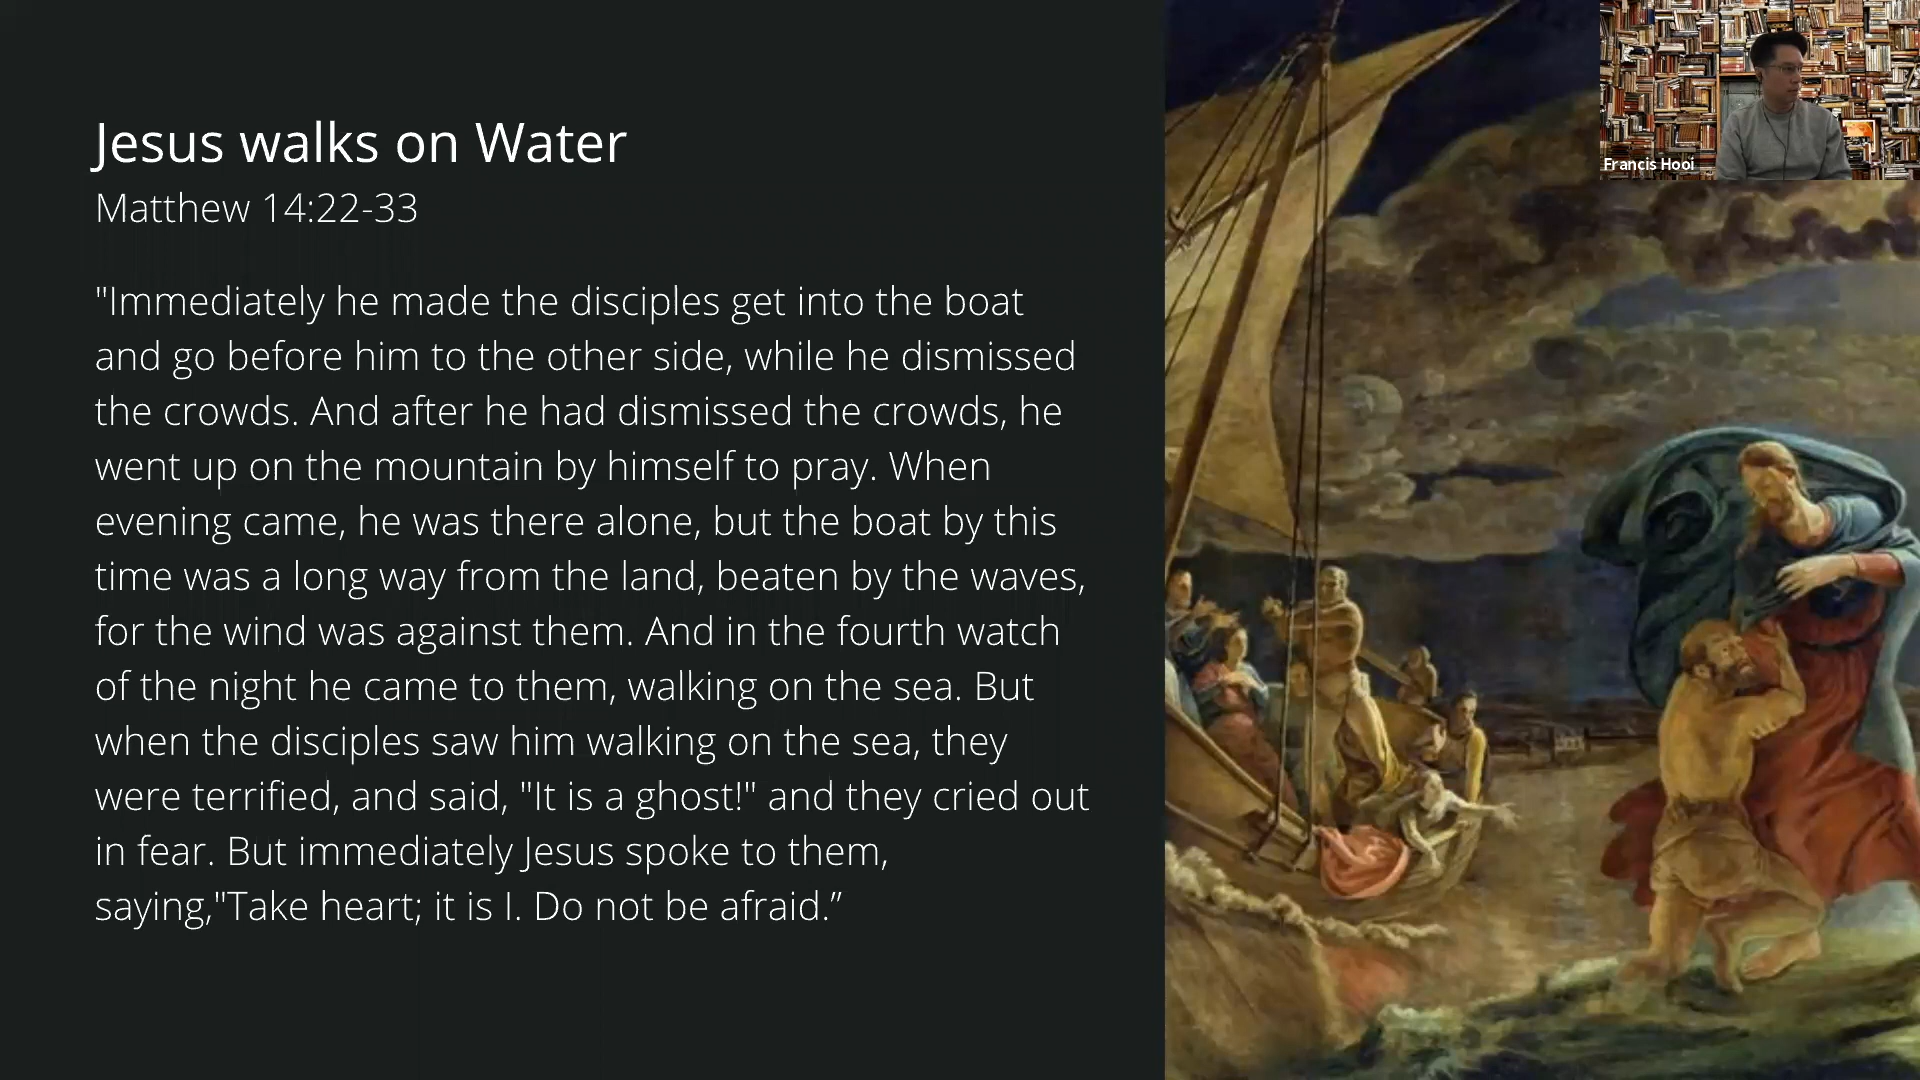 Jesus walks on Water
Matthew 14:22-33
"Immediately he made the disciples get into the boat
and go before him to the other side, while he dismissed
the crowds. And after he had dismissed the crowds, he
went up on the mountain by himself to pray. When
evening came, he was there alone, but the boat by this
time was a long way from the land, beaten by the waves,
for the wind was against them. And in the fourth watch
of the night he came to them, walking on the sea. But
when the disciples saw him walking on the sea, they
were terrified, and said, "It is a ghost!" and they cried out
in fear. But immediately Jesus spoke to them,
saying,"Take heart; it is I. Do not be afraid.”
Francis Hooi